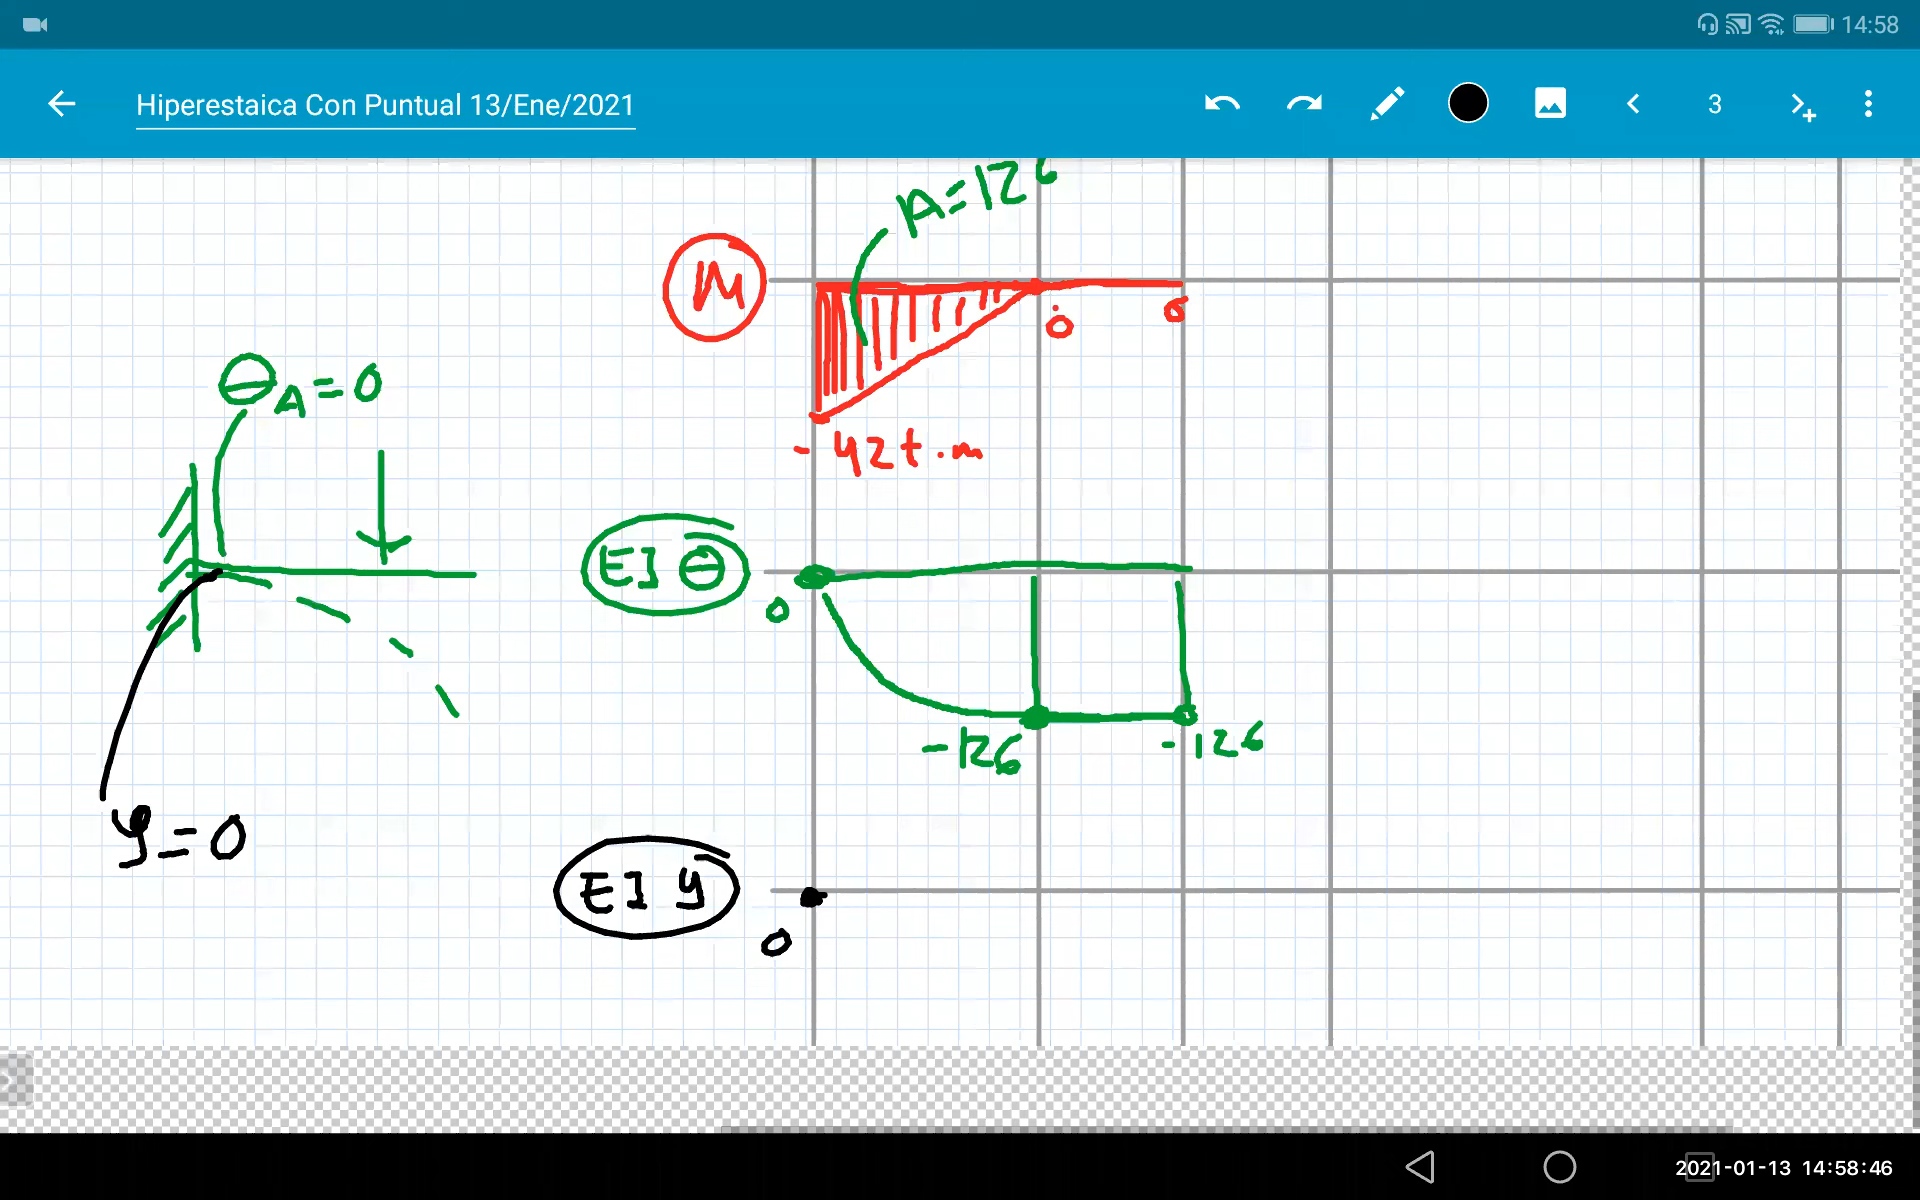 14:58
Hiperestaica Con Puntual 13/Ene/2021
3
A=126
M
0
0
-42t.m
θA=0
EIθ
0
-126
-126
y=0
EI y
0
2021-01-13 14:58:46